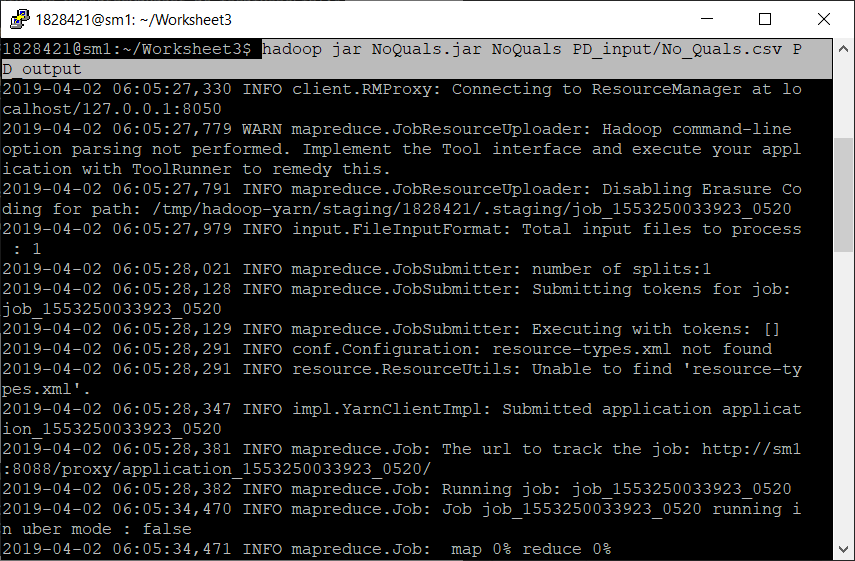 1828421@sm1: ~/Worksheet3
1828421@sm1:~/Worksheet3$ hadoop jar NoQuals.jar NoQuals PD_input/No_Quals.csv P
D_output
2019-04-02 06:05:27,330 INFO client.RMProxy: Connecting to ResourceManager at lo
calhost/127.0.0.1:8050
2019-04-02 06:05:27,779 WARN mapreduce.JobResourceUploader: Hadoop command-line
option parsing not performed. Implement the Tool interface and execute your appl
ication with ToolRunner to remedy this.
2019-04-02 06:05:27,791 INFO mapreduce.JobResourceUploader: Disabling Erasure Co
ding for path: /tmp/hadoop-yarn/staging/1828421/.staging/job_1553250033923_0520
2019-04-02 06:05:27,979 INFO input.FileInputFormat: Total input files to process
 : 1
2019-04-02 06:05:28,021 INFO mapreduce.JobSubmitter: number of splits:1
2019-04-02 06:05:28,128 INFO mapreduce.JobSubmitter: Submitting tokens for job:
job_1553250033923_0520
2019-04-02 06:05:28,129 INFO mapreduce.JobSubmitter: Executing with tokens: []
2019-04-02 06:05:28,291 INFO conf.Configuration: resource-types.xml not found
2019-04-02 06:05:28,291 INFO resource.ResourceUtils: Unable to find 'resource-ty
pes.xml'.
2019-04-02 06:05:28,347 INFO impl.YarnClientImpl: Submitted application applicat
ion_1553250033923_0520
2019-04-02 06:05:28,381 INFO mapreduce.Job: The url to track the job: http://sm1
:8088/proxy/application_1553250033923_0520/
2019-04-02 06:05:28,382 INFO mapreduce.Job: Running job: job_1553250033923_0520
2019-04-02 06:05:34,470 INFO mapreduce.Job: Job job_1553250033923_0520 running i
n uber mode : false
2019-04-02 06:05:34,471 INFO mapreduce.Job:  map 0% reduce 0%